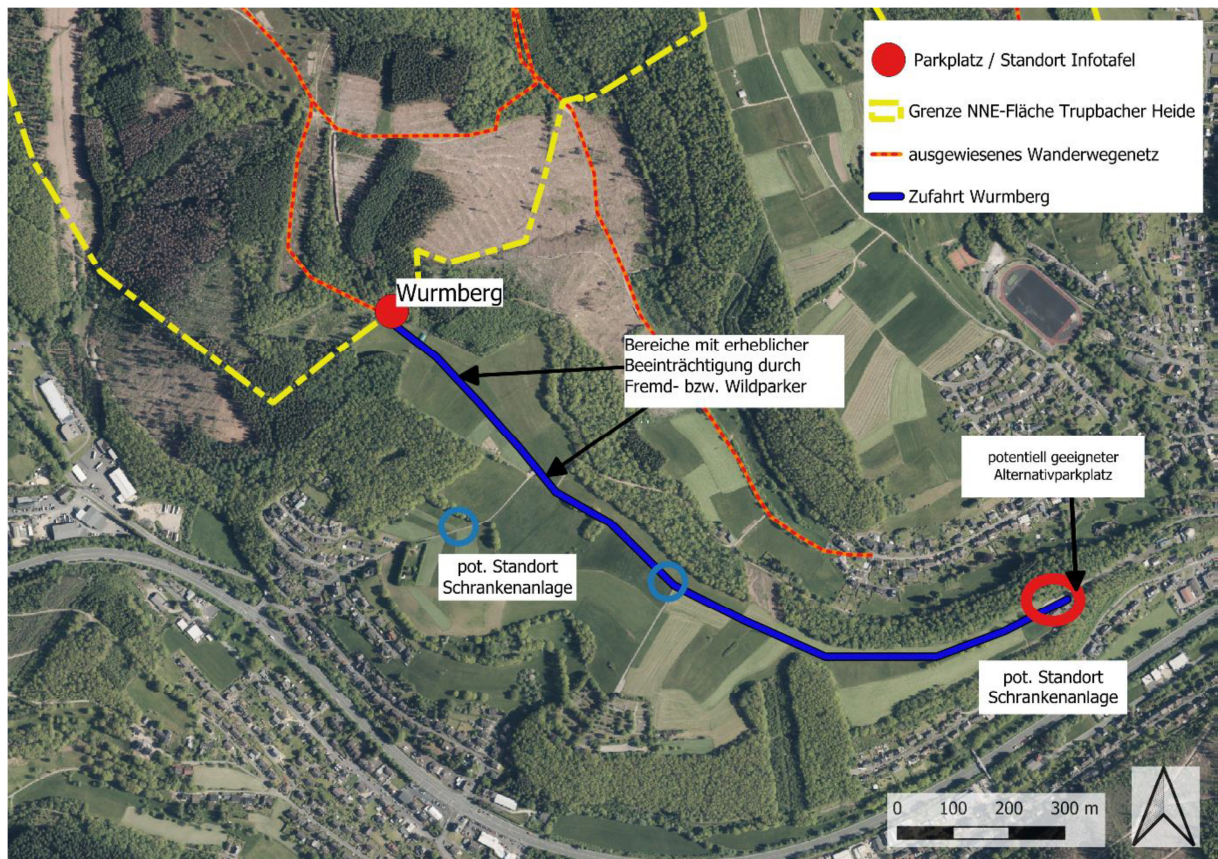 Parkplatz / Standort Infotafel
Grenze NNE-Fläche Trupbacher Heide
ausgewiesenes Wanderwegenetz
Zufahrt Wurmberg
Wurmberg
Bereiche mit erheblicher
Beeinträchtigung durch
Fremd- bzw. Wildparker
potentiell geeigneter
Alternativparkplatz
pot. Standort
Schrankenanlage
pot. Standort
Schrankenanlage
0 100 200 300 m